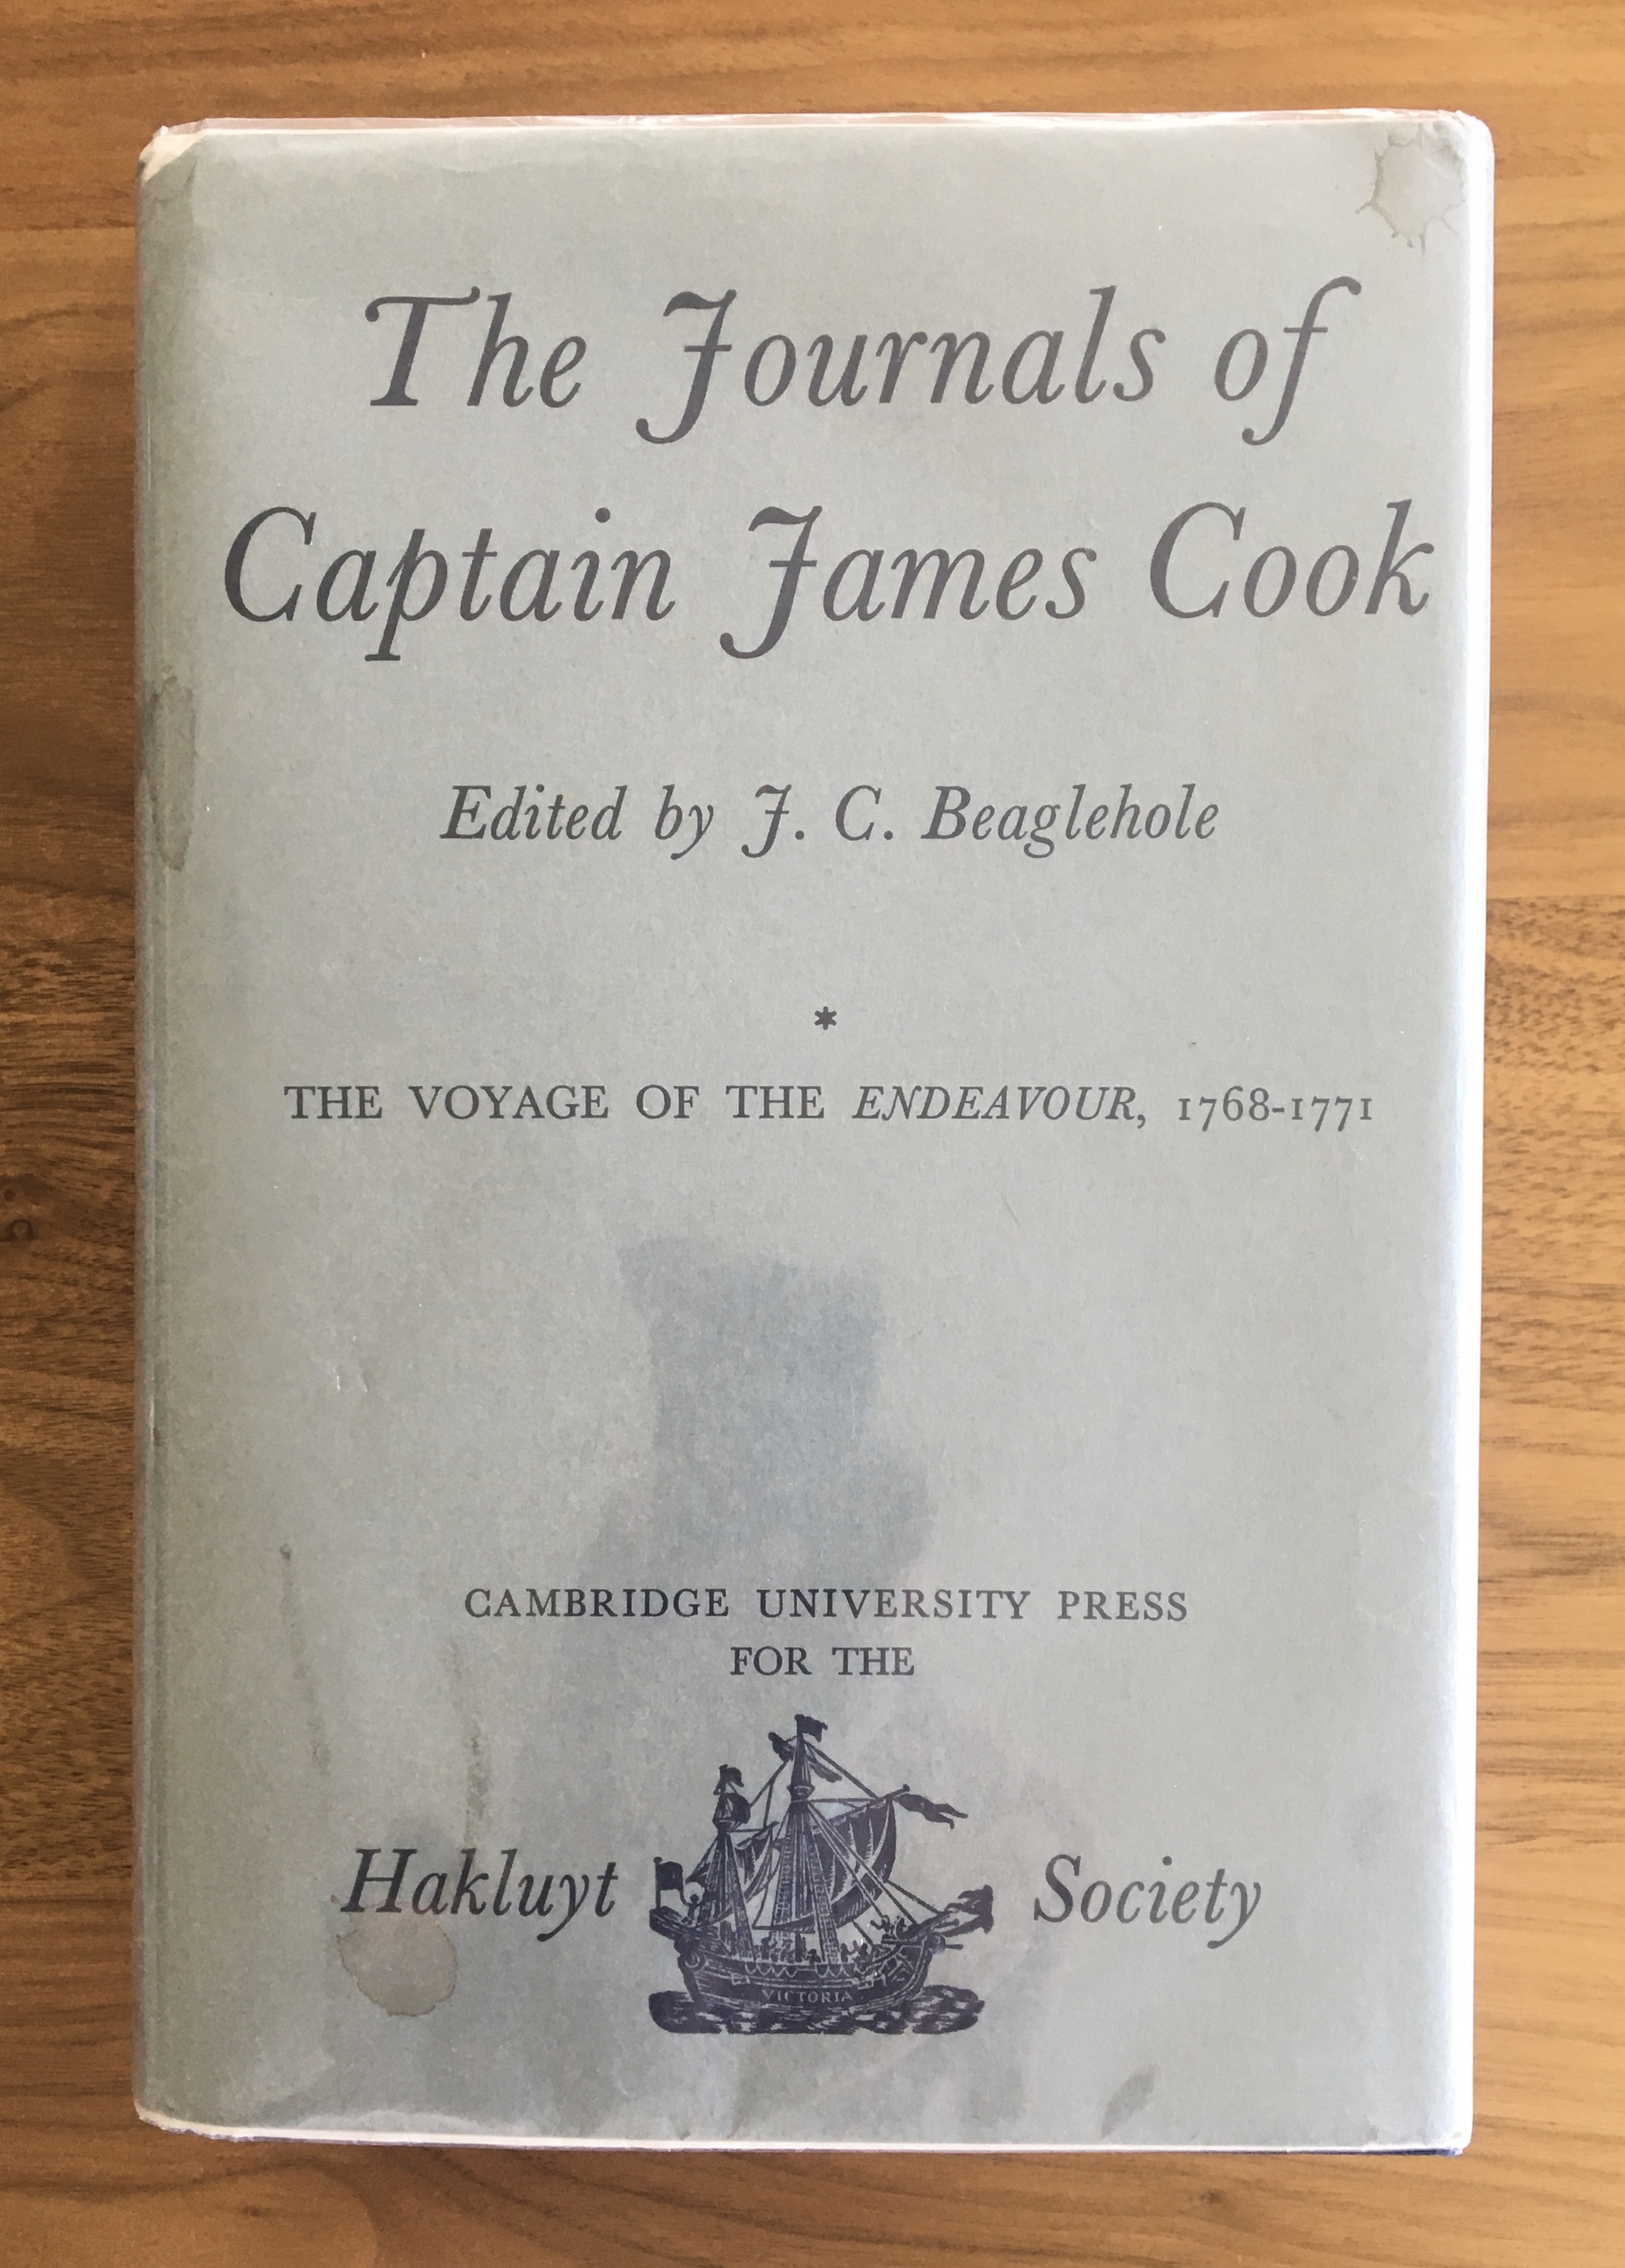 The Journals of
Captain James Cook
Edited by J. C. Beaglehole
*
THE VOYAGE OF THE ENDEAVOUR, 1768-1771
CAMBRIDGE UNIVERSITY PRESS
FOR THE
Hakluyt Society
VICTORIA